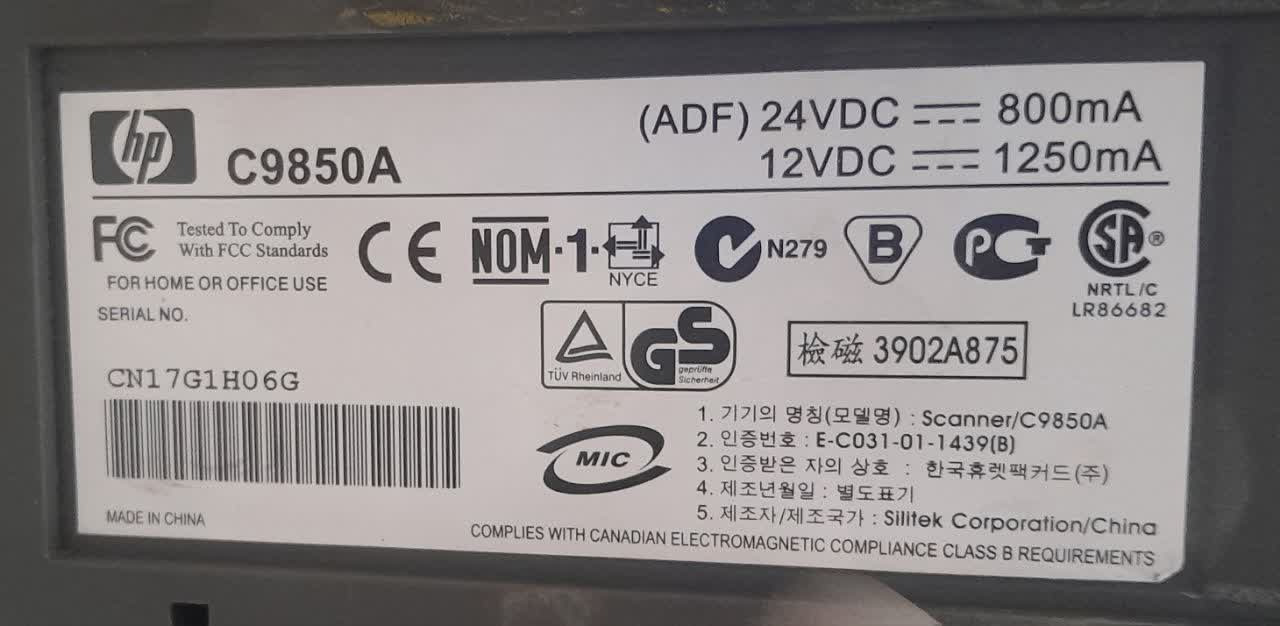 hp
C9850A
(ADF) 24VDC 800mA
12VDC 1250mA
FC Tested To Comply
With FCC Standards
FOR HOME OR OFFICE USE
CE
NOM·1·
NYCE
N279
B
PCT
SA®
NRTL/C
LR86682
SERIAL NO.
CN17G1H06G
TÜV Rheinland
GS
geprüfte
Sicherheit
檢磁 3902A875
MIC
1. 기기의 명칭(모델명) : Scanner/C9850A
2. 인증번호 : E-C031-01-1439(B)
3. 인증받은 자의 상호 : 한국휴렛팩커드(주)
4. 제조년월일 : 별도표기
5. 제조자/제조국가 : Silitek Corporation/China
MADE IN CHINA
COMPLIES WITH CANADIAN ELECTROMAGNETIC COMPLIANCE CLASS B REQUIREMENTS